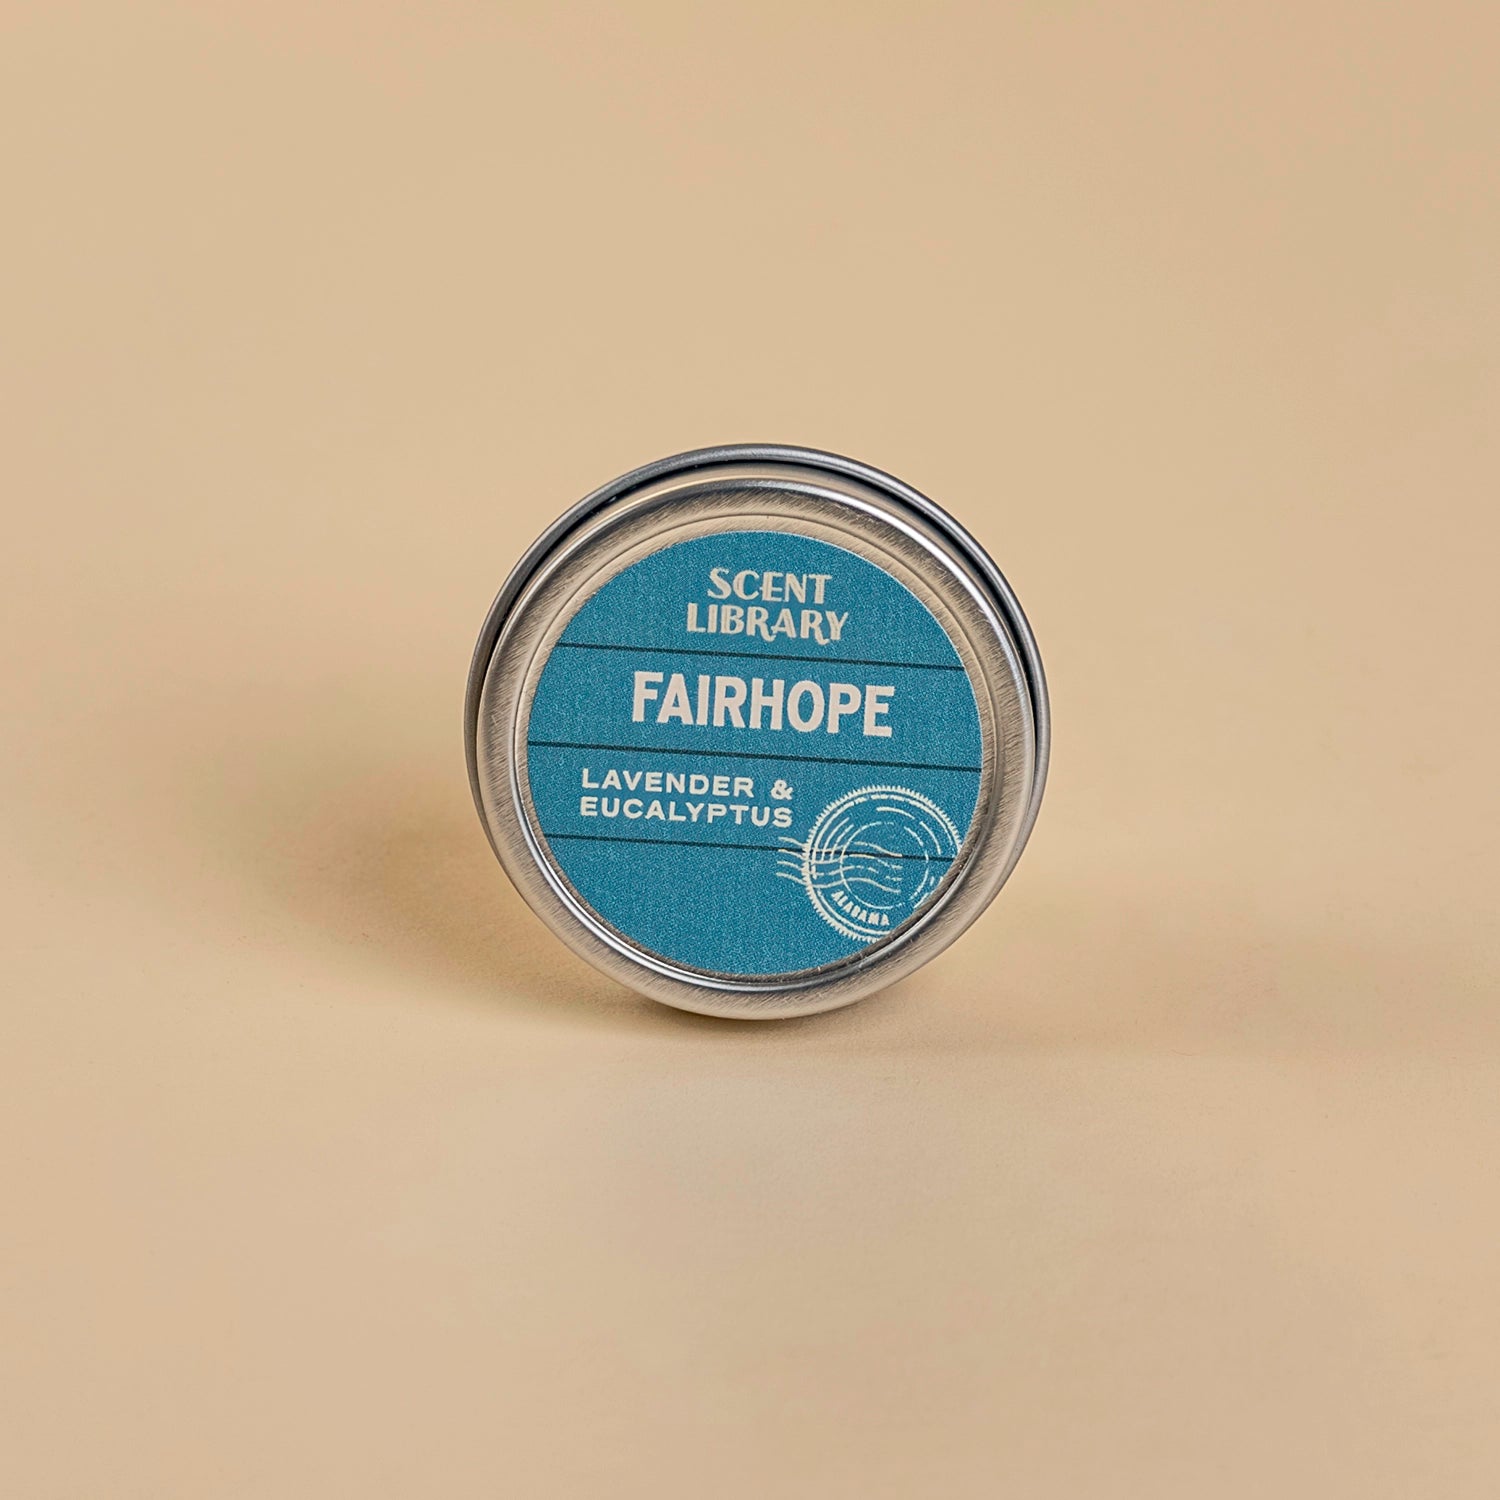 SCENT
LIBRARY
FAIRHOPE
LAVENDER &
EUCALYPTUS
ALABAMA